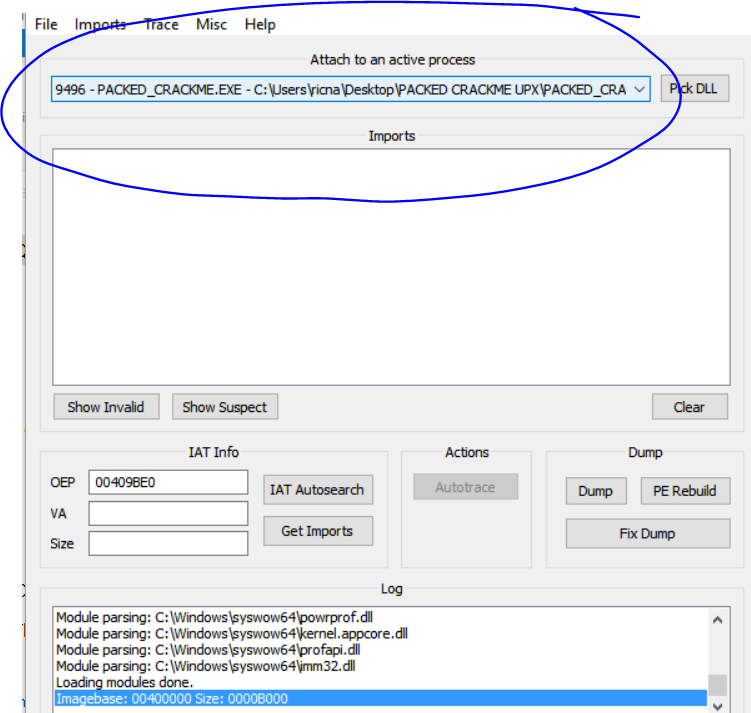 File Imports Trace Misc Help
Attach to an active process
9496 - PACKED_CRACKME.EXE - C:\Users\ricna\Desktop\PACKED CRACKME UPX\PACKED_CRA
Pick DLL
Imports
Show Invalid Show Suspect Clear
IAT Info
OEP 00409BE0
VA
Size
IAT Autosearch
Get Imports
Actions
Autotrace
Dump
Dump PE Rebuild
Fix Dump
Log
Module parsing: C:\Windows\syswow64\powrprof.dll
Module parsing: C:\Windows\syswow64\kernel.appcore.dll
Module parsing: C:\Windows\syswow64\profapi.dll
Module parsing: C:\Windows\syswow64\imm32.dll
Loading modules done.
Imagebase: 00400000 Size: 0000B000